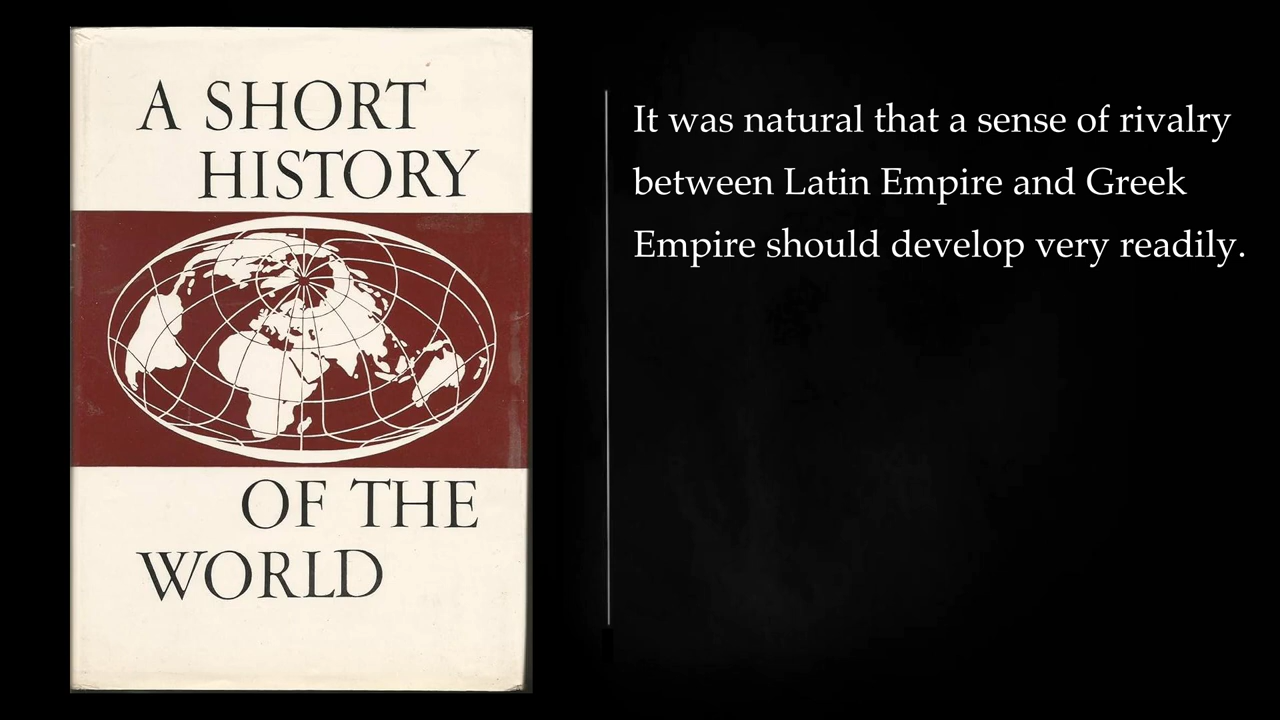 A SHORT
HISTORY
OF THE
WORLD
It was natural that a sense of rivalry
between Latin Empire and Greek
Empire should develop very readily.